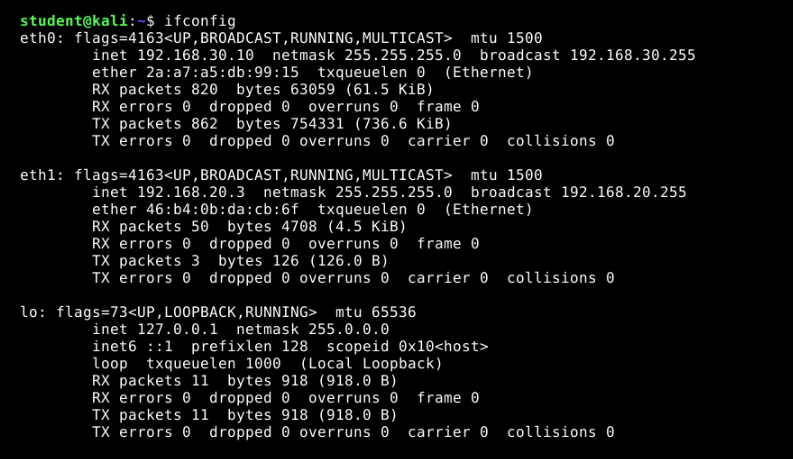 student@kali:~$ ifconfig
eth0: flags=4163<UP,BROADCAST,RUNNING,MULTICAST>  mtu 1500
        inet 192.168.30.10  netmask 255.255.255.0  broadcast 192.168.30.255
        ether 2a:a7:a5:db:99:15  txqueuelen 0  (Ethernet)
        RX packets 820  bytes 63059 (61.5 KiB)
        RX errors 0  dropped 0  overruns 0  frame 0
        TX packets 862  bytes 754331 (736.6 KiB)
        TX errors 0  dropped 0 overruns 0  carrier 0  collisions 0

eth1: flags=4163<UP,BROADCAST,RUNNING,MULTICAST>  mtu 1500
        inet 192.168.20.3  netmask 255.255.255.0  broadcast 192.168.20.255
        ether 46:b4:0b:da:cb:6f  txqueuelen 0  (Ethernet)
        RX packets 50  bytes 4708 (4.5 KiB)
        RX errors 0  dropped 0  overruns 0  frame 0
        TX packets 3  bytes 126 (126.0 B)
        TX errors 0  dropped 0 overruns 0  carrier 0  collisions 0

lo: flags=73<UP,LOOPBACK,RUNNING>  mtu 65536
        inet 127.0.0.1  netmask 255.0.0.0
        inet6 ::1  prefixlen 128  scopeid 0x10<host>
        loop  txqueuelen 1000  (Local Loopback)
        RX packets 11  bytes 918 (918.0 B)
        RX errors 0  dropped 0  overruns 0  frame 0
        TX packets 11  bytes 918 (918.0 B)
        TX errors 0  dropped 0 overruns 0  carrier 0  collisions 0